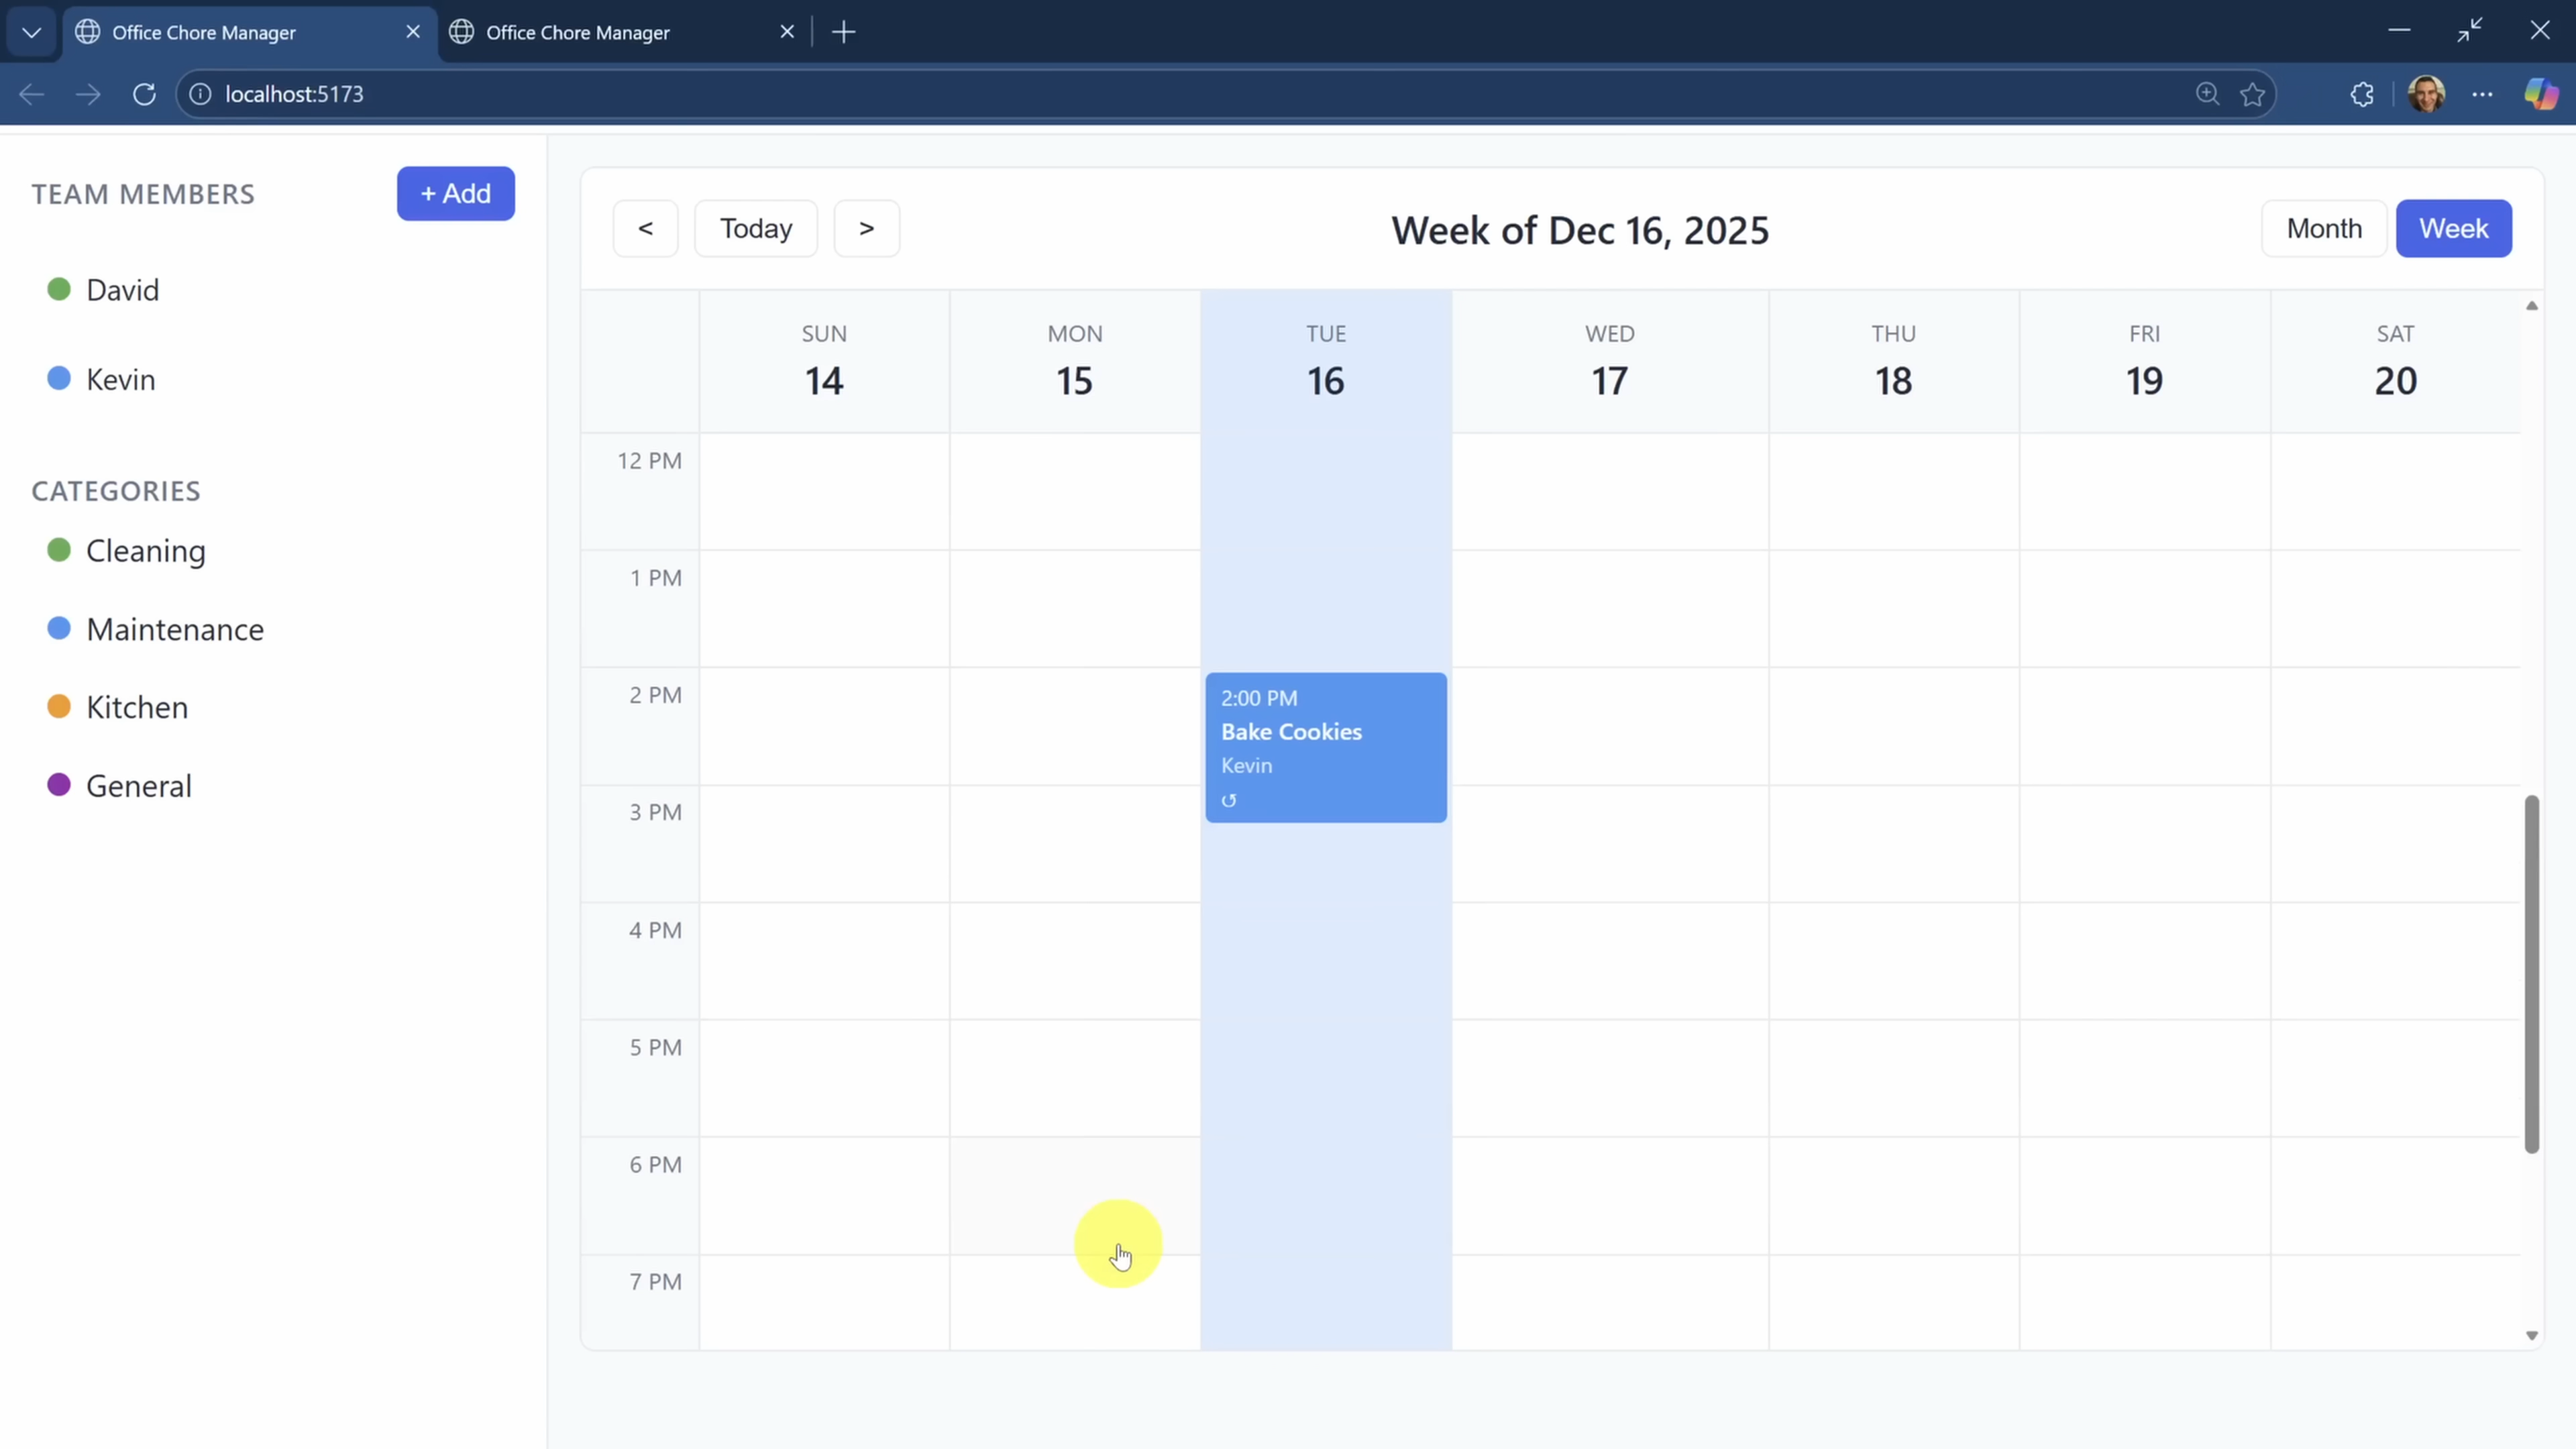 Office Chore Manager
Office Chore Manager
localhost:5173
TEAM MEMBERS
+ Add
David
Kevin
CATEGORIES
Cleaning
Maintenance
Kitchen
General
<
Today
>
Week of Dec 16, 2025
Month
Week
SUN
14
MON
15
TUE
16
WED
17
THU
18
FRI
19
SAT
20
12 PM
1 PM
2 PM
2:00 PM
Bake Cookies
Kevin
3 PM
4 PM
5 PM
6 PM
7 PM